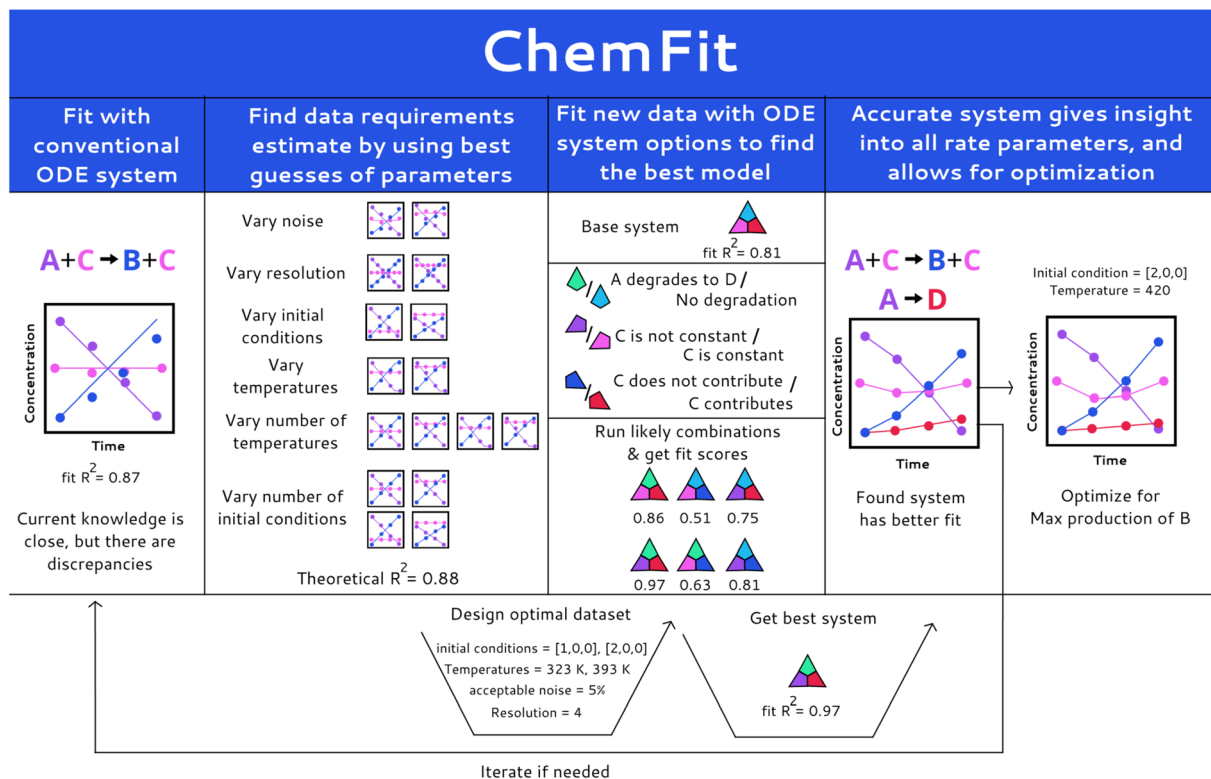 ChemFit
Fit with
conventional
ODE system
Find data requirements
estimate by using best
guesses of parameters
Fit new data with ODE
system options to find
the best model
Accurate system gives insight
into all rate parameters, and
allows for optimization
A+C→B+C
Concentration
Time
fit R²= 0.87
Current knowledge is
close, but there are
discrepancies
Vary noise
Vary resolution
Vary initial
conditions
Vary
temperatures
Vary number of
temperatures
Vary number of
initial conditions
Theoretical R²= 0.88
Base system
fit R²= 0.81
A degrades to D /
No degradation
C is not constant /
C is constant
C does not contribute /
C contributes
Run likely combinations
& get fit scores
0.86 0.51 0.75
0.97 0.63 0.81
A+C→B+C
A→D
Concentration
Time
Found system
has better fit
Initial condition = [2,0,0]
Temperature = 420
Concentration
Time
Optimize for
Max production of B
Design optimal dataset
initial conditions = [1,0,0], [2,0,0]
Temperatures = 323 K, 393 K
acceptable noise = 5%
Resolution = 4
Get best system
fit R²= 0.97
Iterate if needed